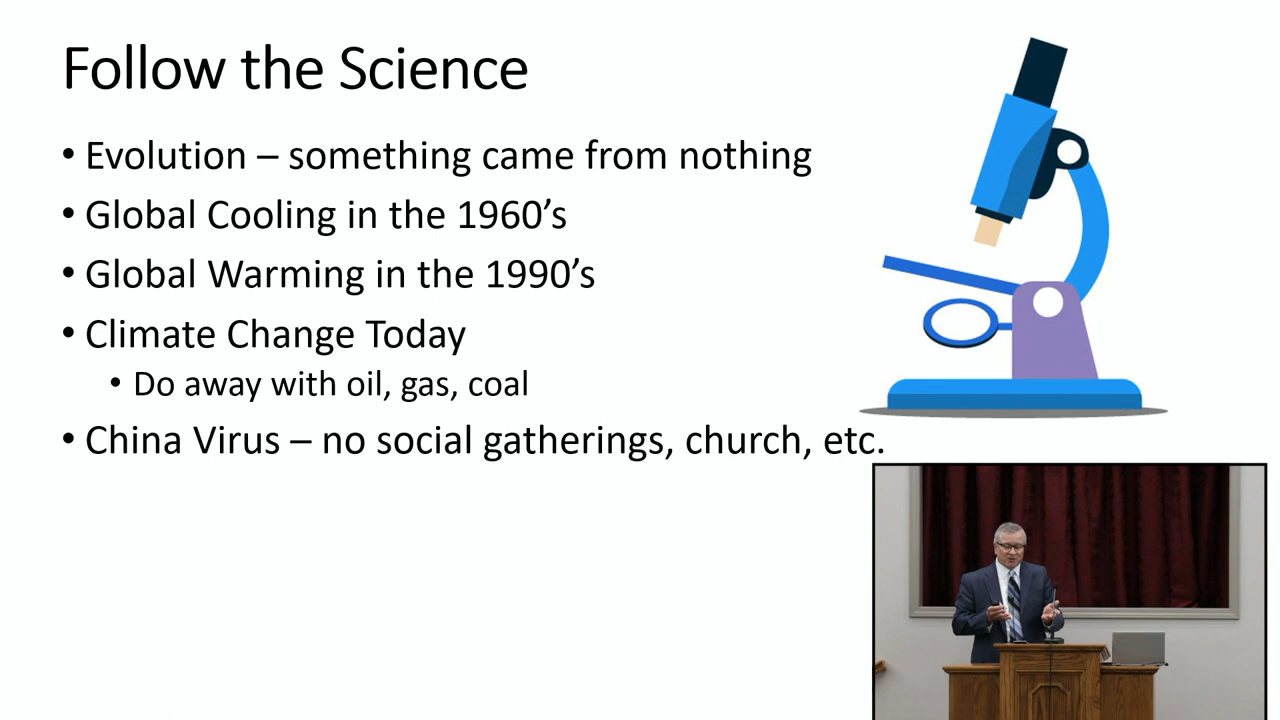 Follow the Science
• Evolution – something came from nothing
• Global Cooling in the 1960’s
• Global Warming in the 1990’s
• Climate Change Today
• Do away with oil, gas, coal
• China Virus – no social gatherings, church, etc.